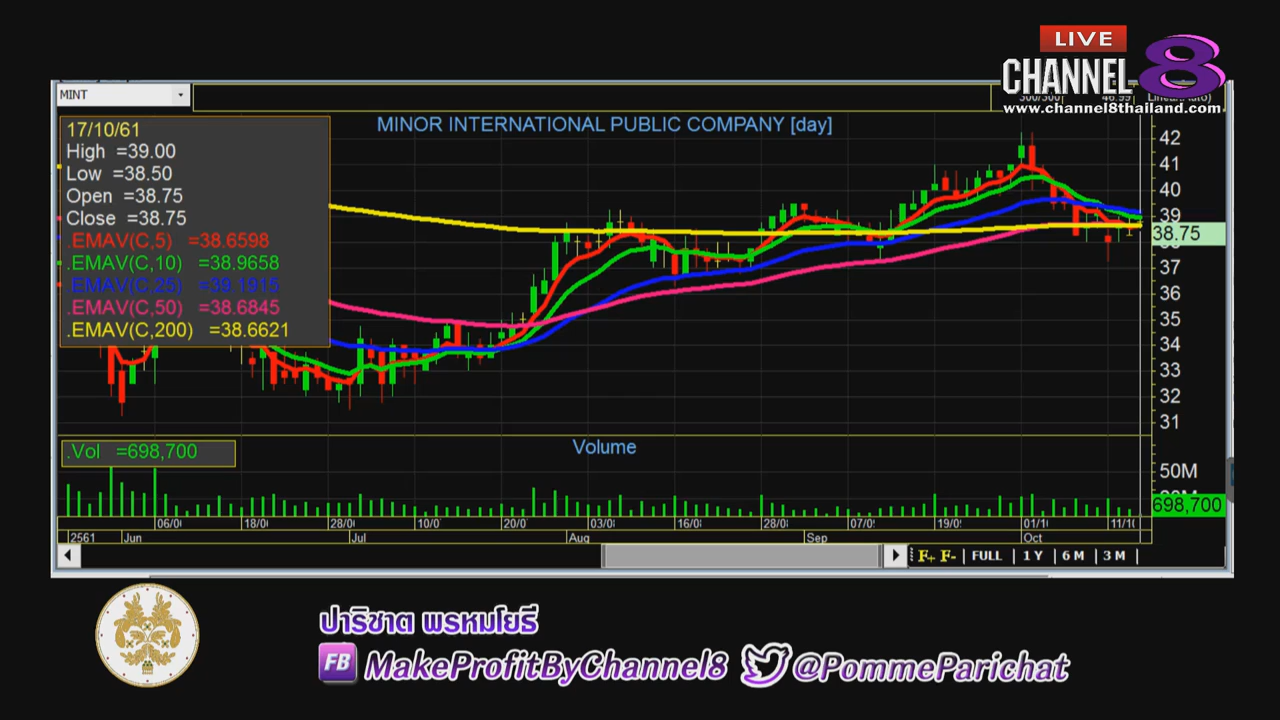 LIVE
CHANNEL 8
www.channel8thailand.com
MINT
MINOR INTERNATIONAL PUBLIC COMPANY [day]
17/10/61
High =39.00
Low =38.50
Open =38.75
Close =38.75
.EMAV(C,5) =38.6598
.EMAV(C,10) =38.9658
.EMAV(C,25) =39.1915
.EMAV(C,50) =38.6845
.EMAV(C,200) =38.6621
42
41
40
39
38.75
37
36
35
34
33
32
31
.Vol =698,700
Volume
50M
698,700
06/0 18/0 28/0 10/0 20/0 03/0 16/0 28/0 07/0 19/0 01/1 11/10
2561 Jun Jul Aug Sep Oct
F+ F- | FULL | 1 Y | 6 M | 3 M |
ปาริชาต พรหมโยธี
FB MakeProfitByChannel8 @PommeParichat